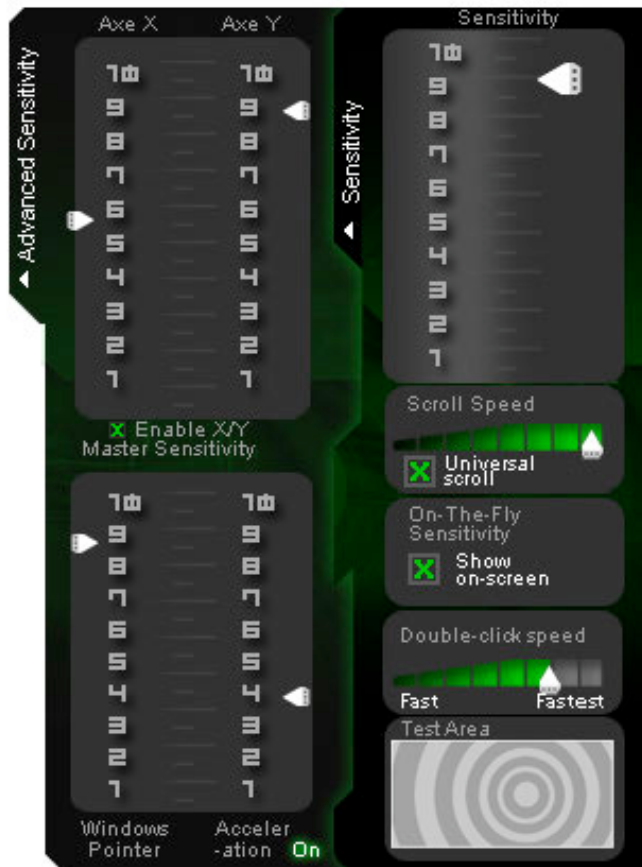 Advanced Sensitivity
Axe X Axe Y
10 10
9 9
8 8
7 7
6 6
5 5
4 4
3 3
2 2
1 1
Enable X/Y
Master Sensitivity
10 10
9 9
8 8
7 7
6 6
5 5
4 4
3 3
2 2
1 1
Windows
Pointer
Acceler
-ation On
Sensitivity
Sensitivity
10
9
8
7
6
5
4
3
2
1
Scroll Speed
Universal
scroll
On-The-Fly
Sensitivity
Show
on-screen
Double-click speed
Fast Fastest
Test Area